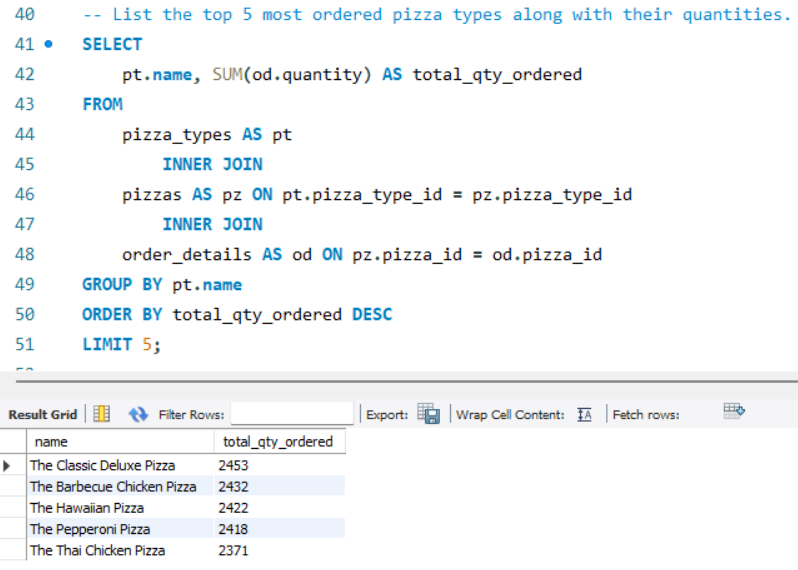 40 -- List the top 5 most ordered pizza types along with their quantities.
41 SELECT
42 pt.name, SUM(od.quantity) AS total_qty_ordered
43 FROM
44 pizza_types AS pt
45 INNER JOIN
46 pizzas AS pz ON pt.pizza_type_id = pz.pizza_type_id
47 INNER JOIN
48 order_details AS od ON pz.pizza_id = od.pizza_id
49 GROUP BY pt.name
50 ORDER BY total_qty_ordered DESC
51 LIMIT 5;
Result Grid Filter Rows: Export: Wrap Cell Content: Fetch rows:
name total_qty_ordered
The Classic Deluxe Pizza 2453
The Barbecue Chicken Pizza 2432
The Hawaiian Pizza 2422
The Pepperoni Pizza 2418
The Thai Chicken Pizza 2371